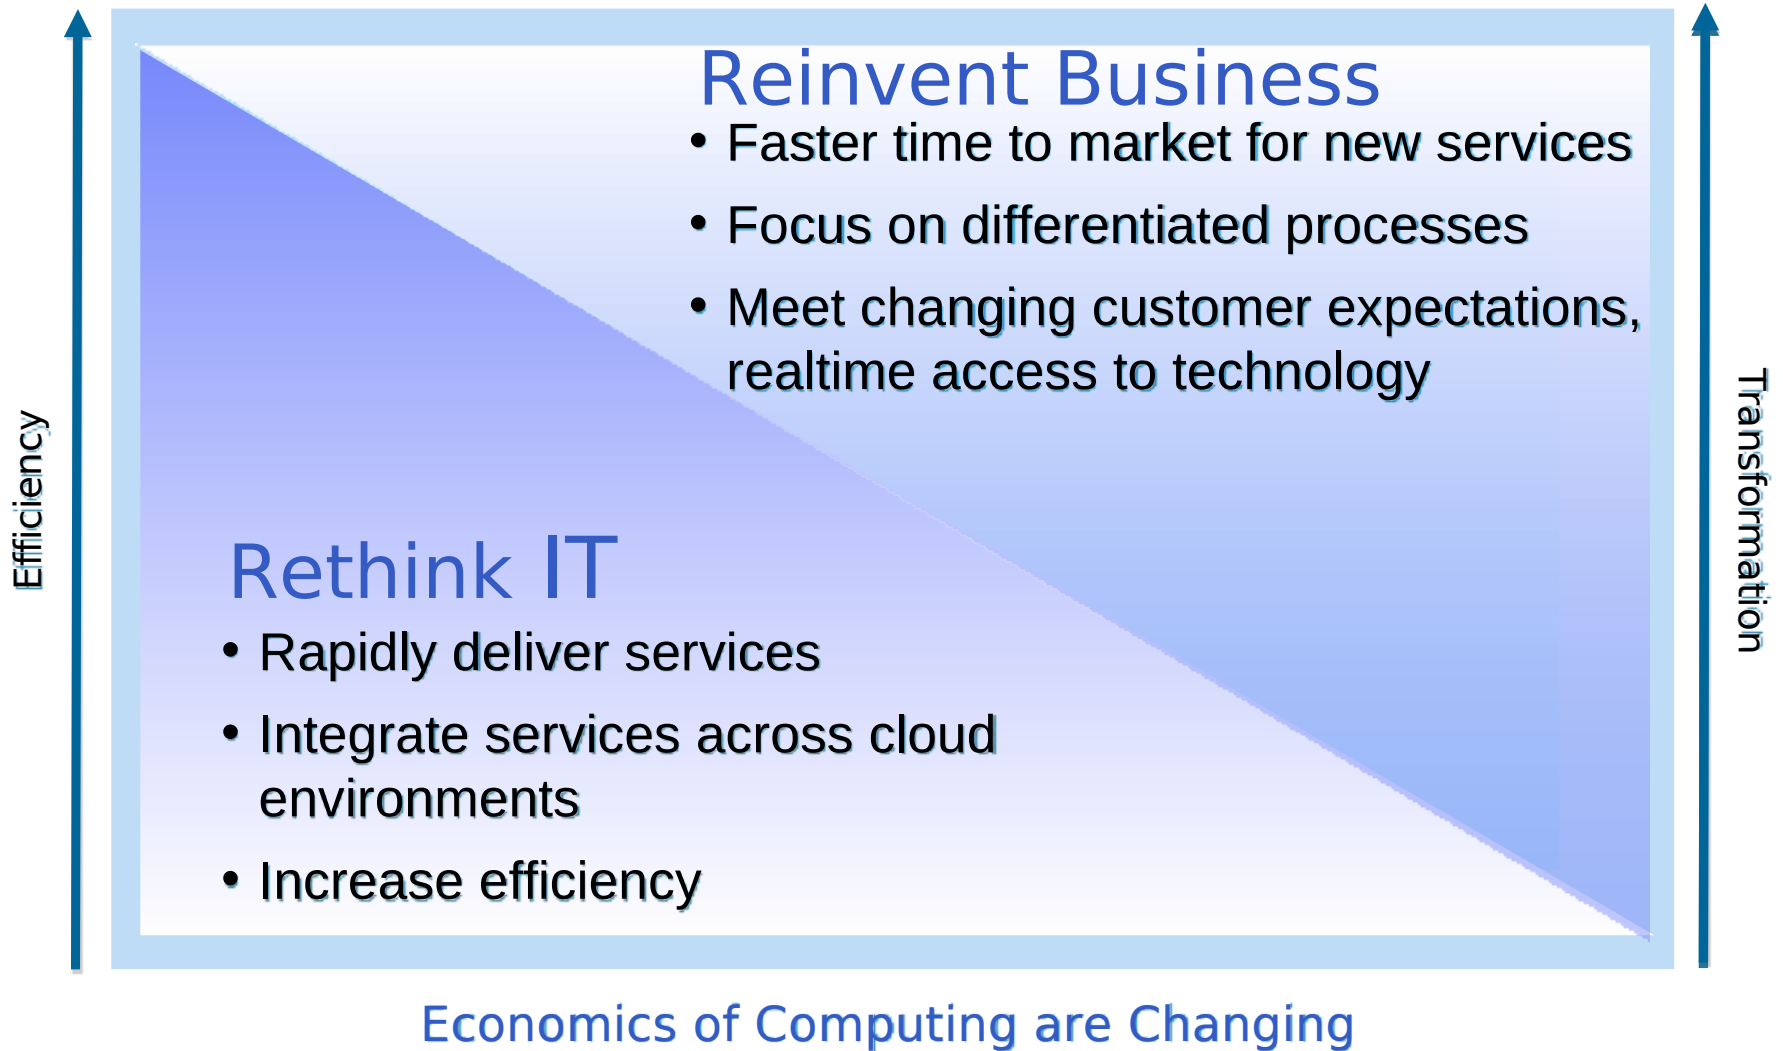 Reinvent Business
• Faster time to market for new services
• Focus on differentiated processes
• Meet changing customer expectations,
realtime access to technology
Efficiency
Transformation
Rethink IT
• Rapidly deliver services
• Integrate services across cloud
environments
• Increase efficiency
Economics of Computing are Changing